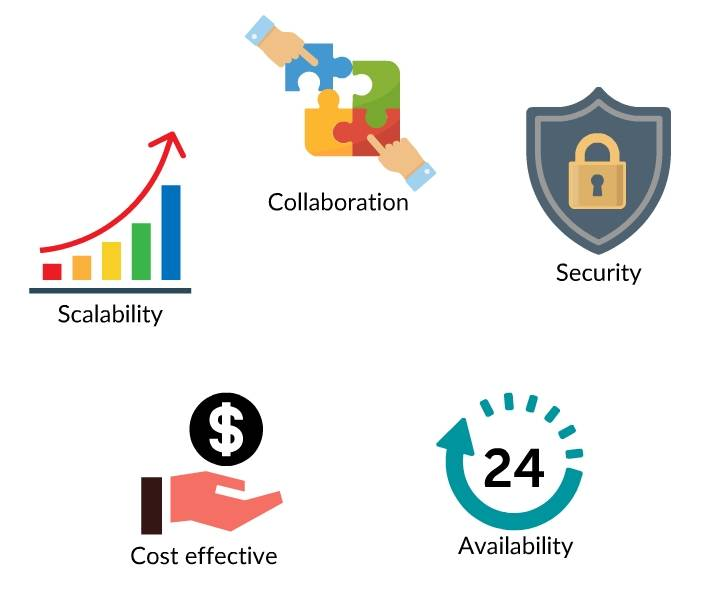 Collaboration
Security
Scalability
$
24
Cost effective
Availability